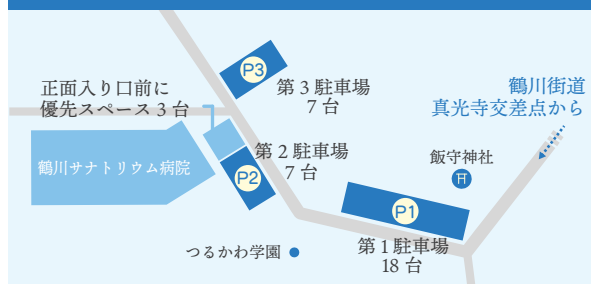 P3
第3駐車場
7台
正面入り口前に
優先スペース3台
鶴川街道
真光寺交差点から
鶴川サナトリウム病院
第2駐車場
7台
P2
飯守神社
P1
第1駐車場
18台
つるかわ学園